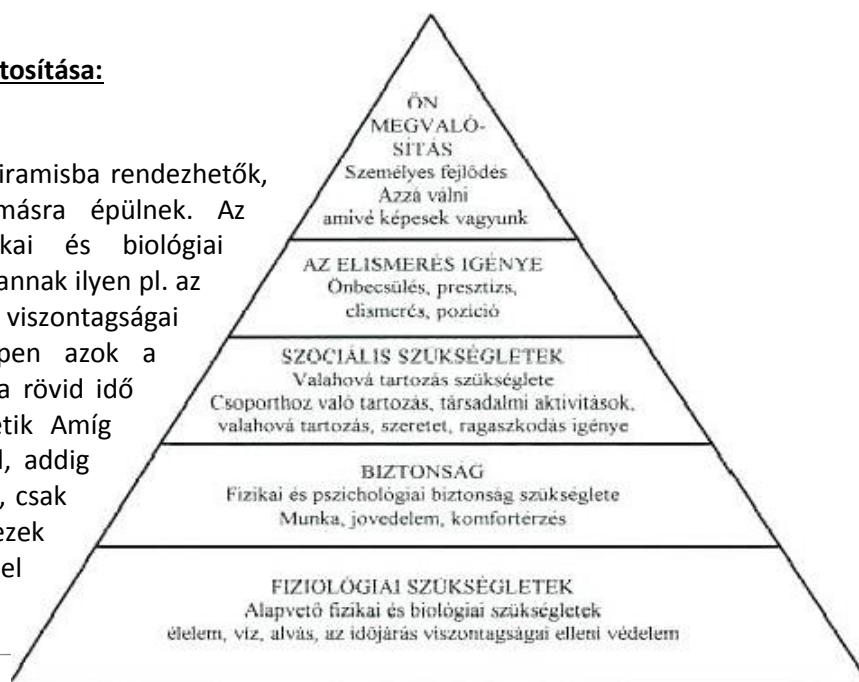 tosítása:
iramisba rendezhetők,
másra épülnek. Az
kai és biológiai
annak ilyen pl. az
viszontagságai
pen azok a
a rövid idő
etik Amíg
l, addig
, csak
ezek
el
ÖN
MEGVALÓ-
SÍTÁS
Személyes fejlődés
Azzá válni
amivé képesek vagyunk
AZ ELISMERÉS IGÉNYE
Önbecsülés, presztízs,
elismerés, pozíció
SZOCIÁLIS SZÜKSÉGLETEK
Valahová tartozás szükséglete
Csoporthoz való tartozás, társadalmi aktivitások,
valahová tartozás, szeretet, ragaszkodás igénye
BIZTONSÁG
Fizikai és pszichológiai biztonság szükséglete
Munka, jovedelem, komfortérzés
FIZIOLÓGIAI SZÜKSÉGLETEK
Alapvető fizikai és biológiai szükségletek
élelem, víz, alvás, az időjárás viszontagságai elleni védelem